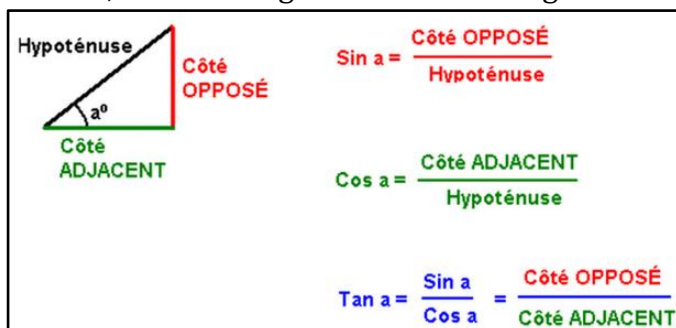 Hypoténuse
Côté
OPPOSÉ
aº
Côté
ADJACENT
Sin a = Côté OPPOSÉ
Hypoténuse
Cos a = Côté ADJACENT
Hypoténuse
Tan a = Sin a = Côté OPPOSÉ
Cos a Côté ADJACENT